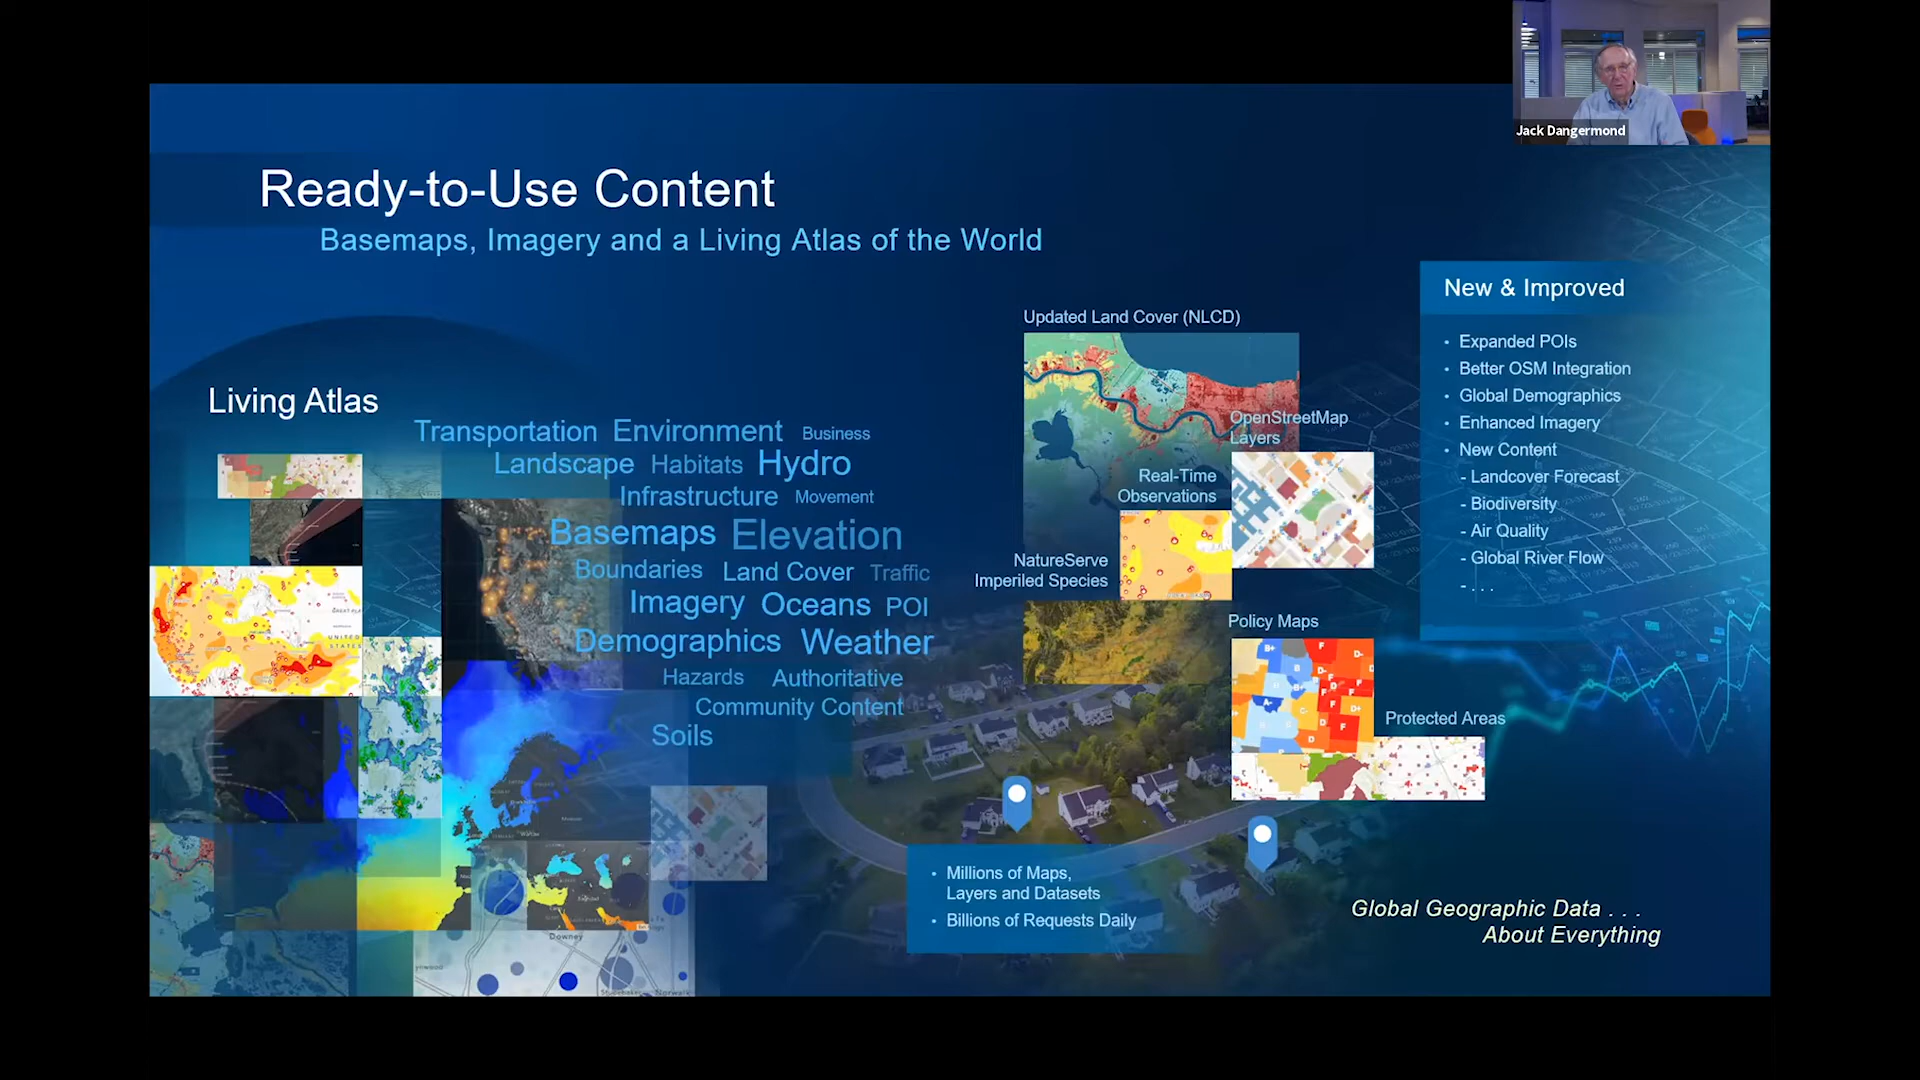 Jack Dangermond
Ready-to-Use Content
Basemaps, Imagery and a Living Atlas of the World
Living Atlas
Transportation Environment Business
Landscape Habitats Hydro
Infrastructure Movement
Basemaps Elevation
Boundaries Land Cover Traffic
Imagery Oceans POI
Demographics Weather
Hazards Authoritative
Community Content
Soils
Updated Land Cover (NLCD)
OpenStreetMap
Layers
Real-Time
Observations
NatureServe
Imperiled Species
Policy Maps
Protected Areas
New & Improved
• Expanded POIs
• Better OSM Integration
• Global Demographics
• Enhanced Imagery
• New Content
- Landcover Forecast
- Biodiversity
- Air Quality
- Global River Flow
- . . .
• Millions of Maps,
Layers and Datasets
• Billions of Requests Daily
Global Geographic Data . . .
About Everything
UNITED
STATES
Downey
Norwalk